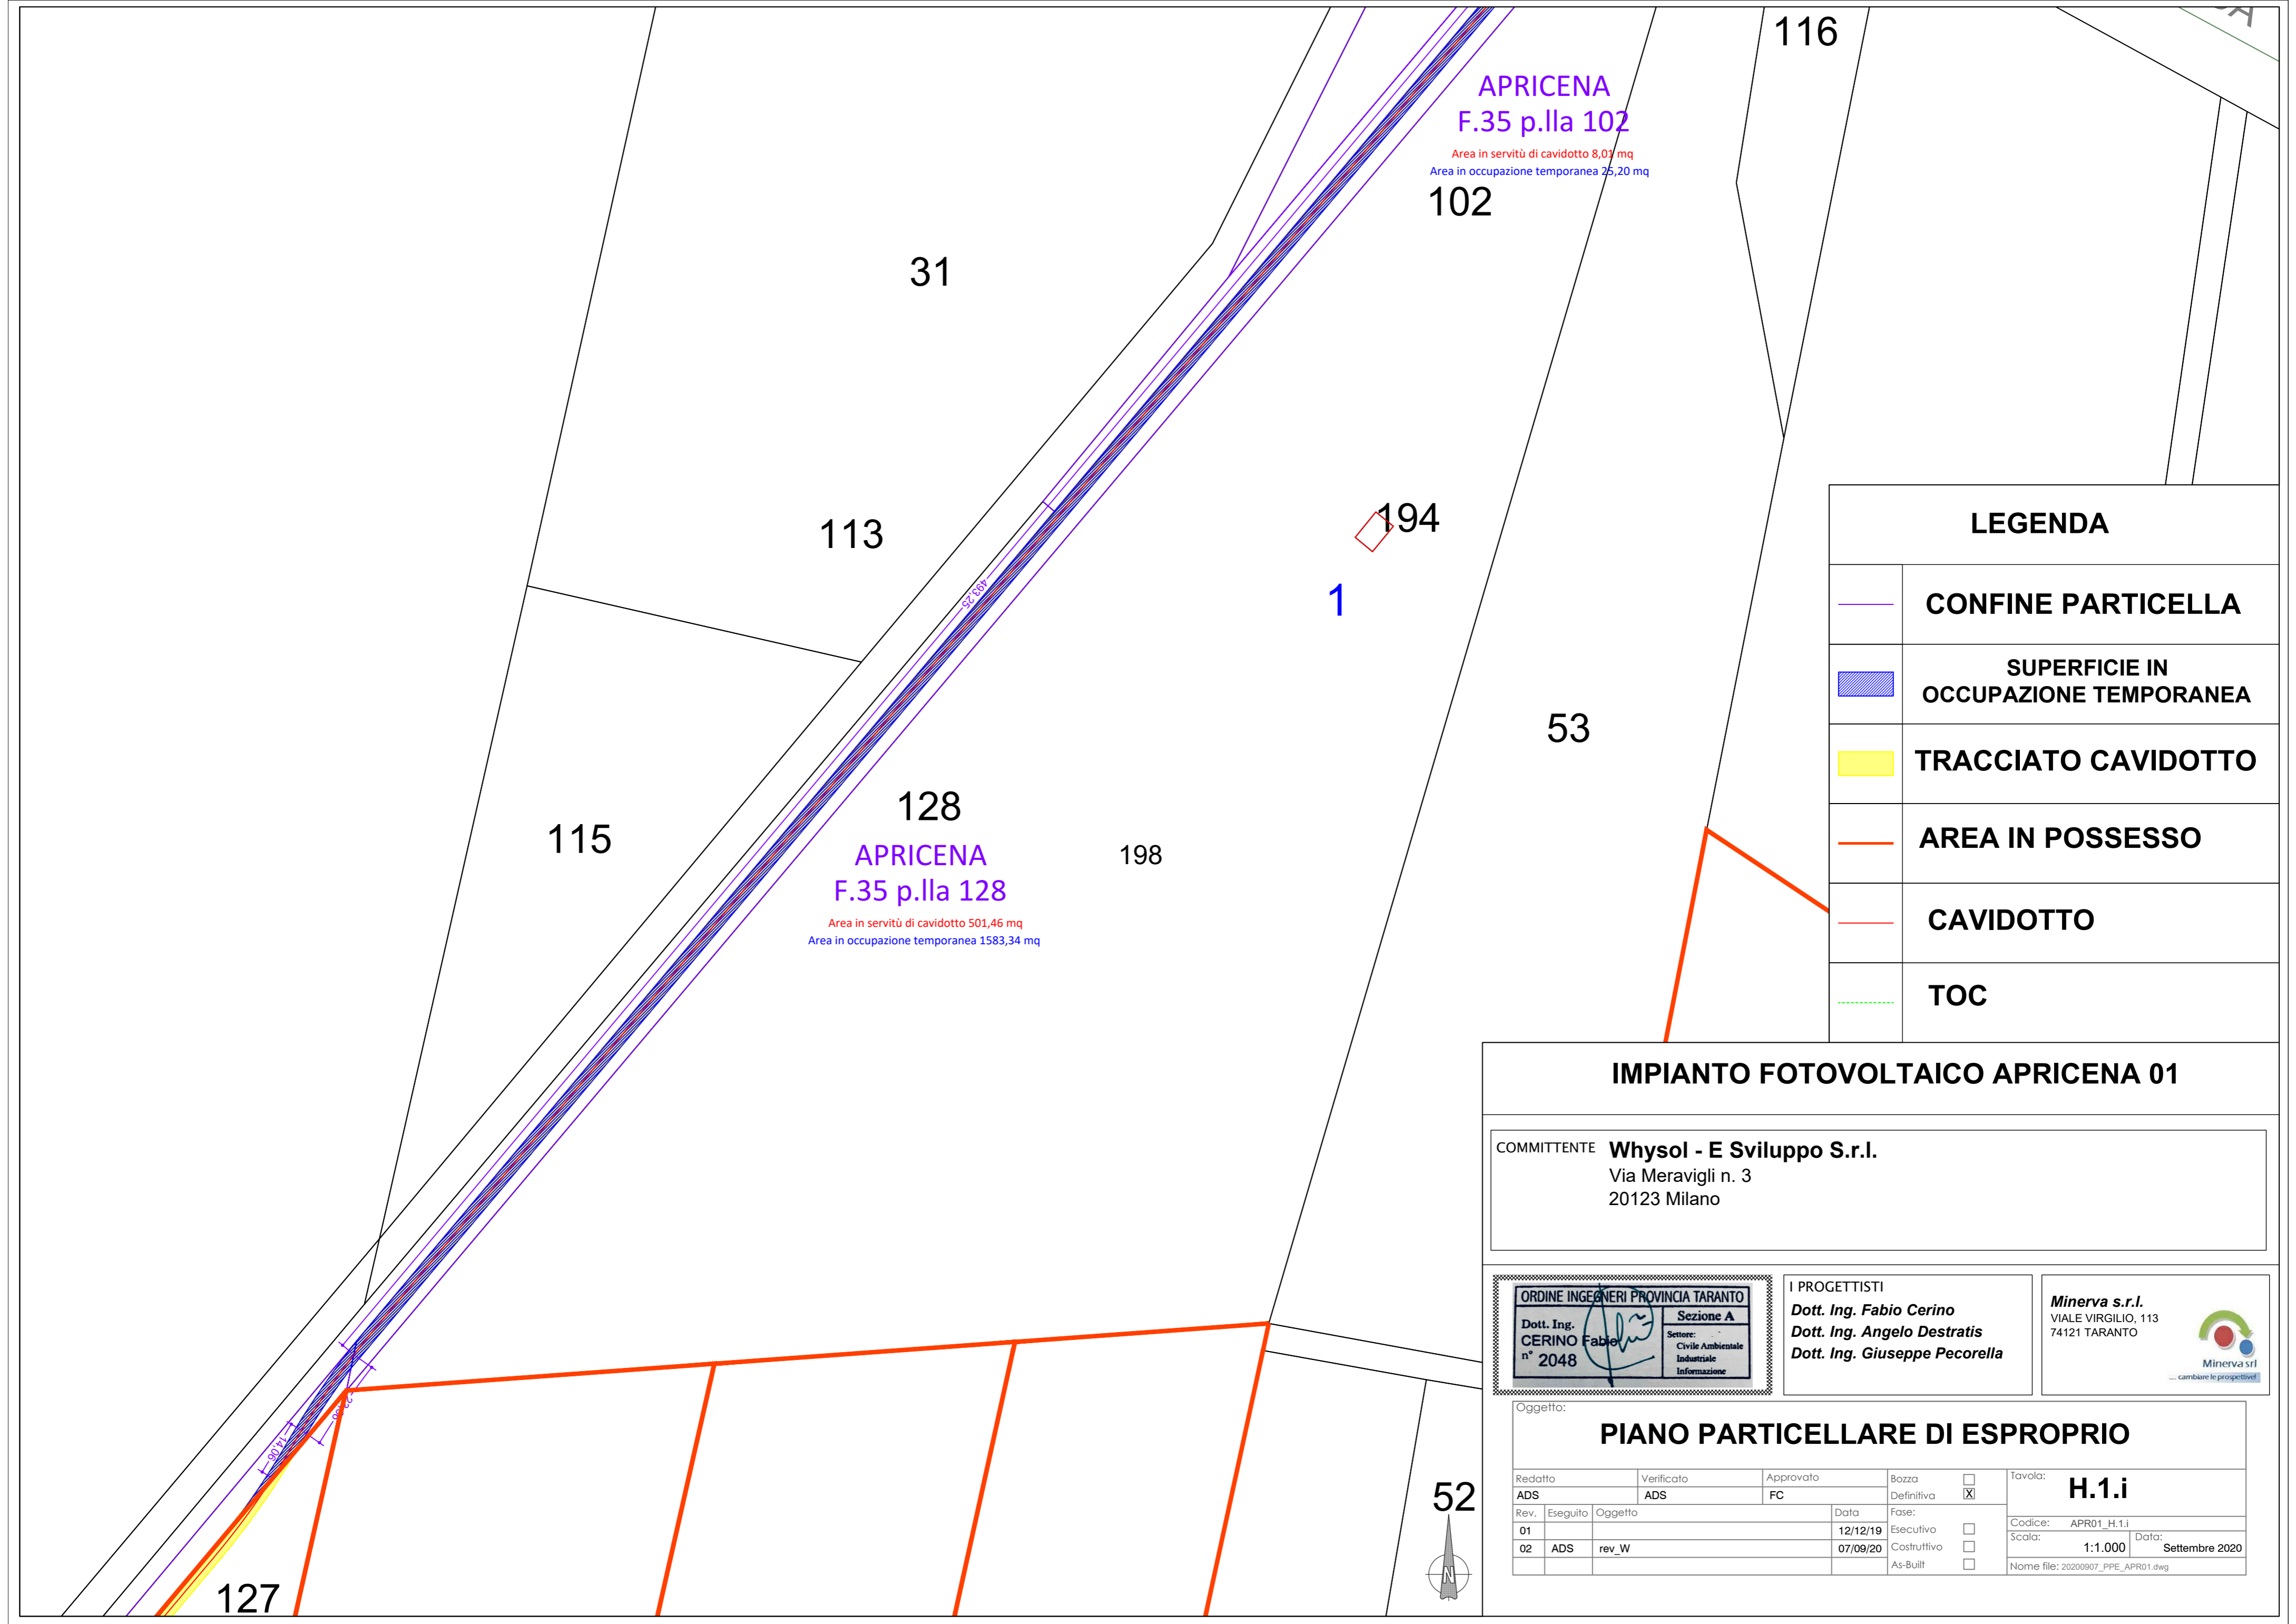 116
APRICENA
F.35 p.lla 102
Area in servitù di cavidotto 8,01 mq
Area in occupazione temporanea 25,20 mq
102
31
113
194
1
493,25
53
128
APRICENA
F.35 p.lla 128
Area in servitù di cavidotto 501,46 mq
Area in occupazione temporanea 1583,34 mq
115
198
14,06
52
127
N
LEGENDA
CONFINE PARTICELLA
SUPERFICIE IN
OCCUPAZIONE TEMPORANEA
TRACCIATO CAVIDOTTO
AREA IN POSSESSO
CAVIDOTTO
TOC
IMPIANTO FOTOVOLTAICO APRICENA 01
COMMITTENTE Whysol - E Sviluppo S.r.l.
Via Meravigli n. 3
20123 Milano
ORDINE INGEGNERI PROVINCIA TARANTO
Dott. Ing.
CERINO Fabio
n° 2048
Sezione A
Settore:
Civile Ambientale
Industriale
Informazione
I PROGETTISTI
Dott. Ing. Fabio Cerino
Dott. Ing. Angelo Destratis
Dott. Ing. Giuseppe Pecorella
Minerva s.r.l.
VIALE VIRGILIO, 113
74121 TARANTO
Minerva srl
.... cambiare le prospettive!
Oggetto:
PIANO PARTICELLARE DI ESPROPRIO
Redatto Verificato Approvato Bozza
ADS ADS FC Definitiva X
Rev. Eseguito Oggetto Data Fase:
01 12/12/19 Esecutivo
02 ADS rev_W 07/09/20 Costruttivo
As-Built
Tavola: H.1.i
Codice: APR01_H.1.i
Scala: 1:1.000 Data: Settembre 2020
Nome file: 20200907_PPE_APR01.dwg